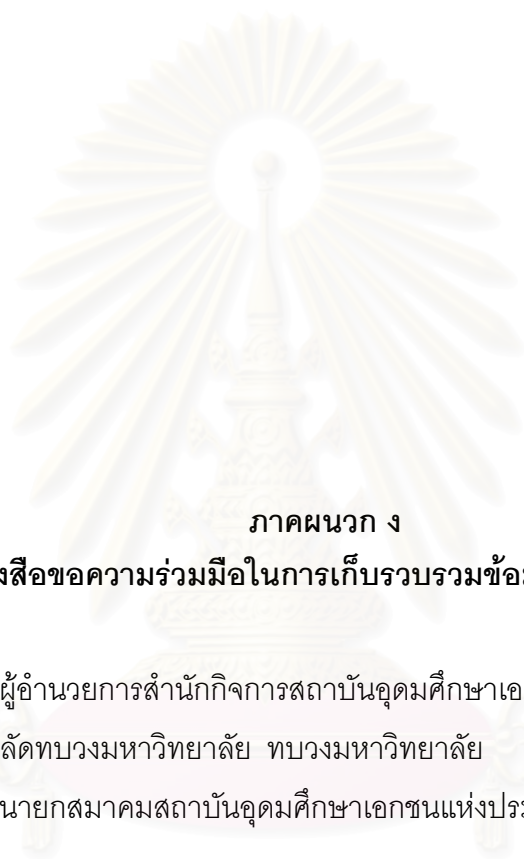 ภาคผนวก ง
งสือขอความร่วมมือในการเก็บรวบรวมข้อม
ผู้อำนวยการสำนักกิจการสถาบันอุดมศึกษาเอ
ลัดทบวงมหาวิทยาลัย ทบวงมหาวิทยาลัย
นายกสมาคมสถาบันอุดมศึกษาเอกชนแห่งประ